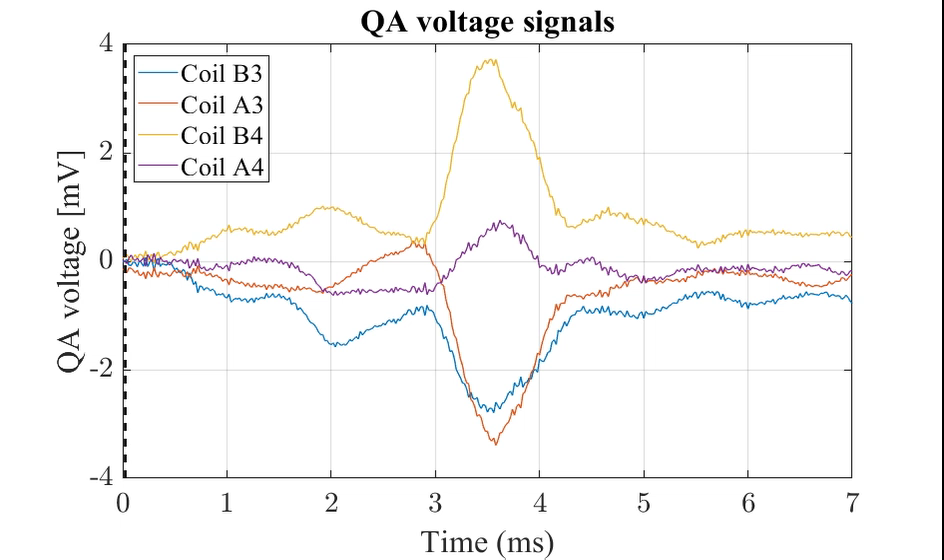 QA voltage signals
4
2
0
-2
-4
QA voltage [mV]
Coil B3
Coil A3
Coil B4
Coil A4
0 1 2 3 4 5 6 7
Time (ms)